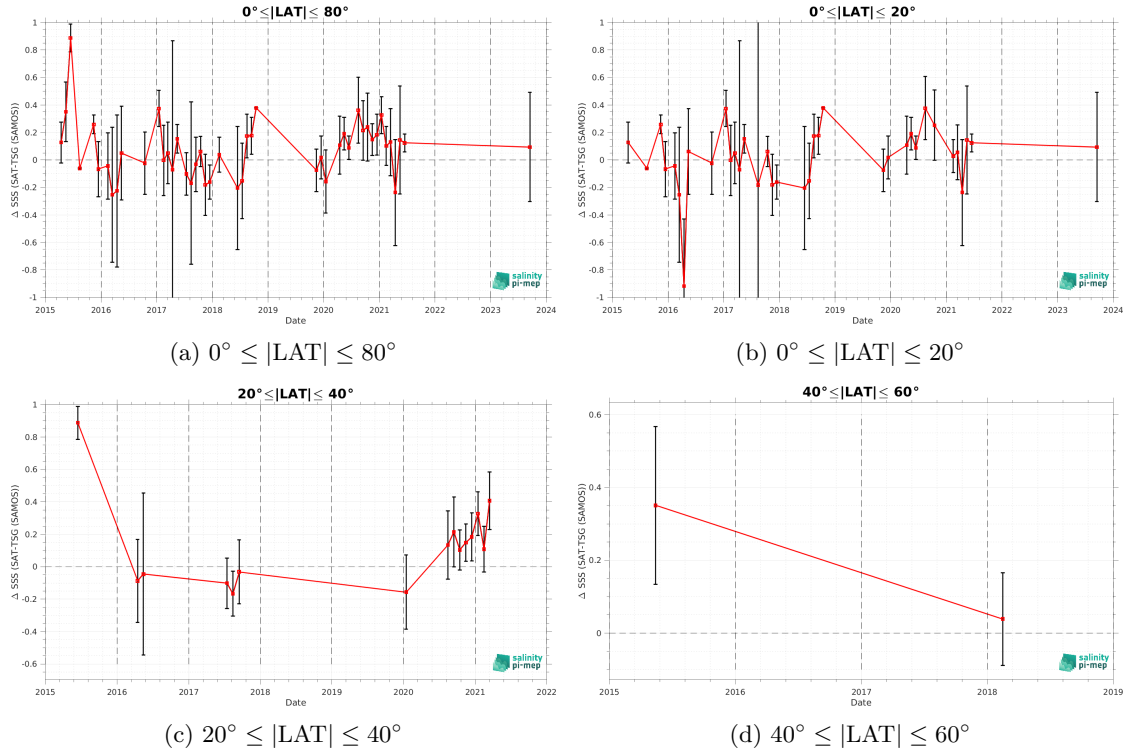 0°≤|LAT|≤ 80°
1
0.8
0.6
0.4
0.2
0
-0.2
-0.4
-0.6
-0.8
-1
Δ SSS (SAT-TSG (SAMOS))
2015 2016 2017 2018 2019 2020 2021 2022 2023 2024
Date
salinity
pi-mep
(a) 0° ≤ |LAT| ≤ 80°
0°≤|LAT|≤ 20°
1
0.8
0.6
0.4
0.2
0
-0.2
-0.4
-0.6
-0.8
-1
Δ SSS (SAT-TSG (SAMOS))
2015 2016 2017 2018 2019 2020 2021 2022 2023 2024
Date
salinity
pi-mep
(b) 0° ≤ |LAT| ≤ 20°
20°≤|LAT|≤ 40°
1
0.8
0.6
0.4
0.2
0
-0.2
-0.4
-0.6
Δ SSS (SAT-TSG (SAMOS))
2015 2016 2017 2018 2019 2020 2021 2022
Date
salinity
pi-mep
(c) 20° ≤ |LAT| ≤ 40°
40°≤|LAT|≤ 60°
0.6
0.4
0.2
0
Δ SSS (SAT-TSG (SAMOS))
2015 2016 2017 2018 2019
Date
salinity
pi-mep
(d) 40° ≤ |LAT| ≤ 60°